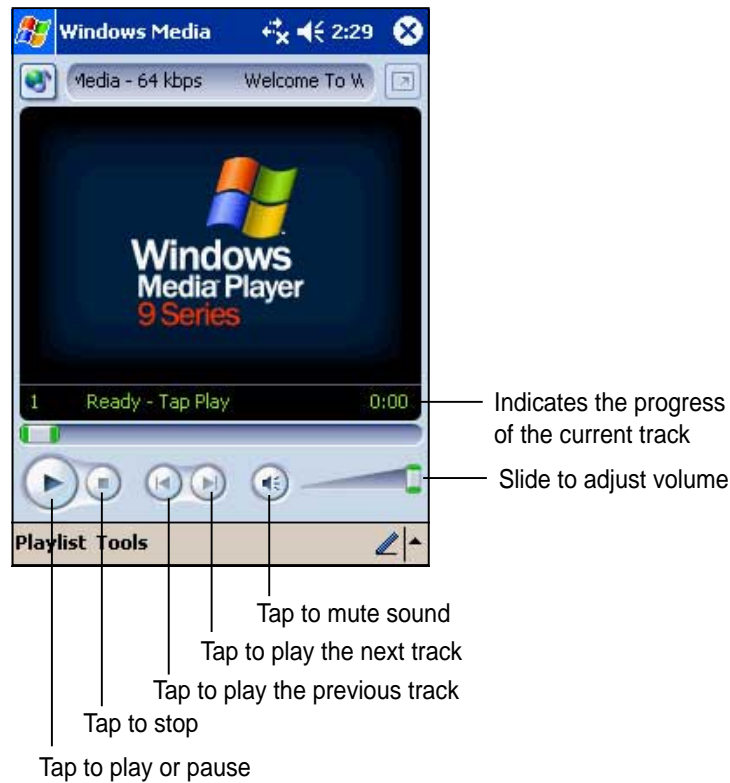 Windows Media 2:29
Media - 64 kbps Welcome To W
Windows
Media Player
9 Series
1 Ready - Tap Play 0:00
Indicates the progress
of the current track
Slide to adjust volume
Playlist Tools
Tap to mute sound
Tap to play the next track
Tap to play the previous track
Tap to stop
Tap to play or pause